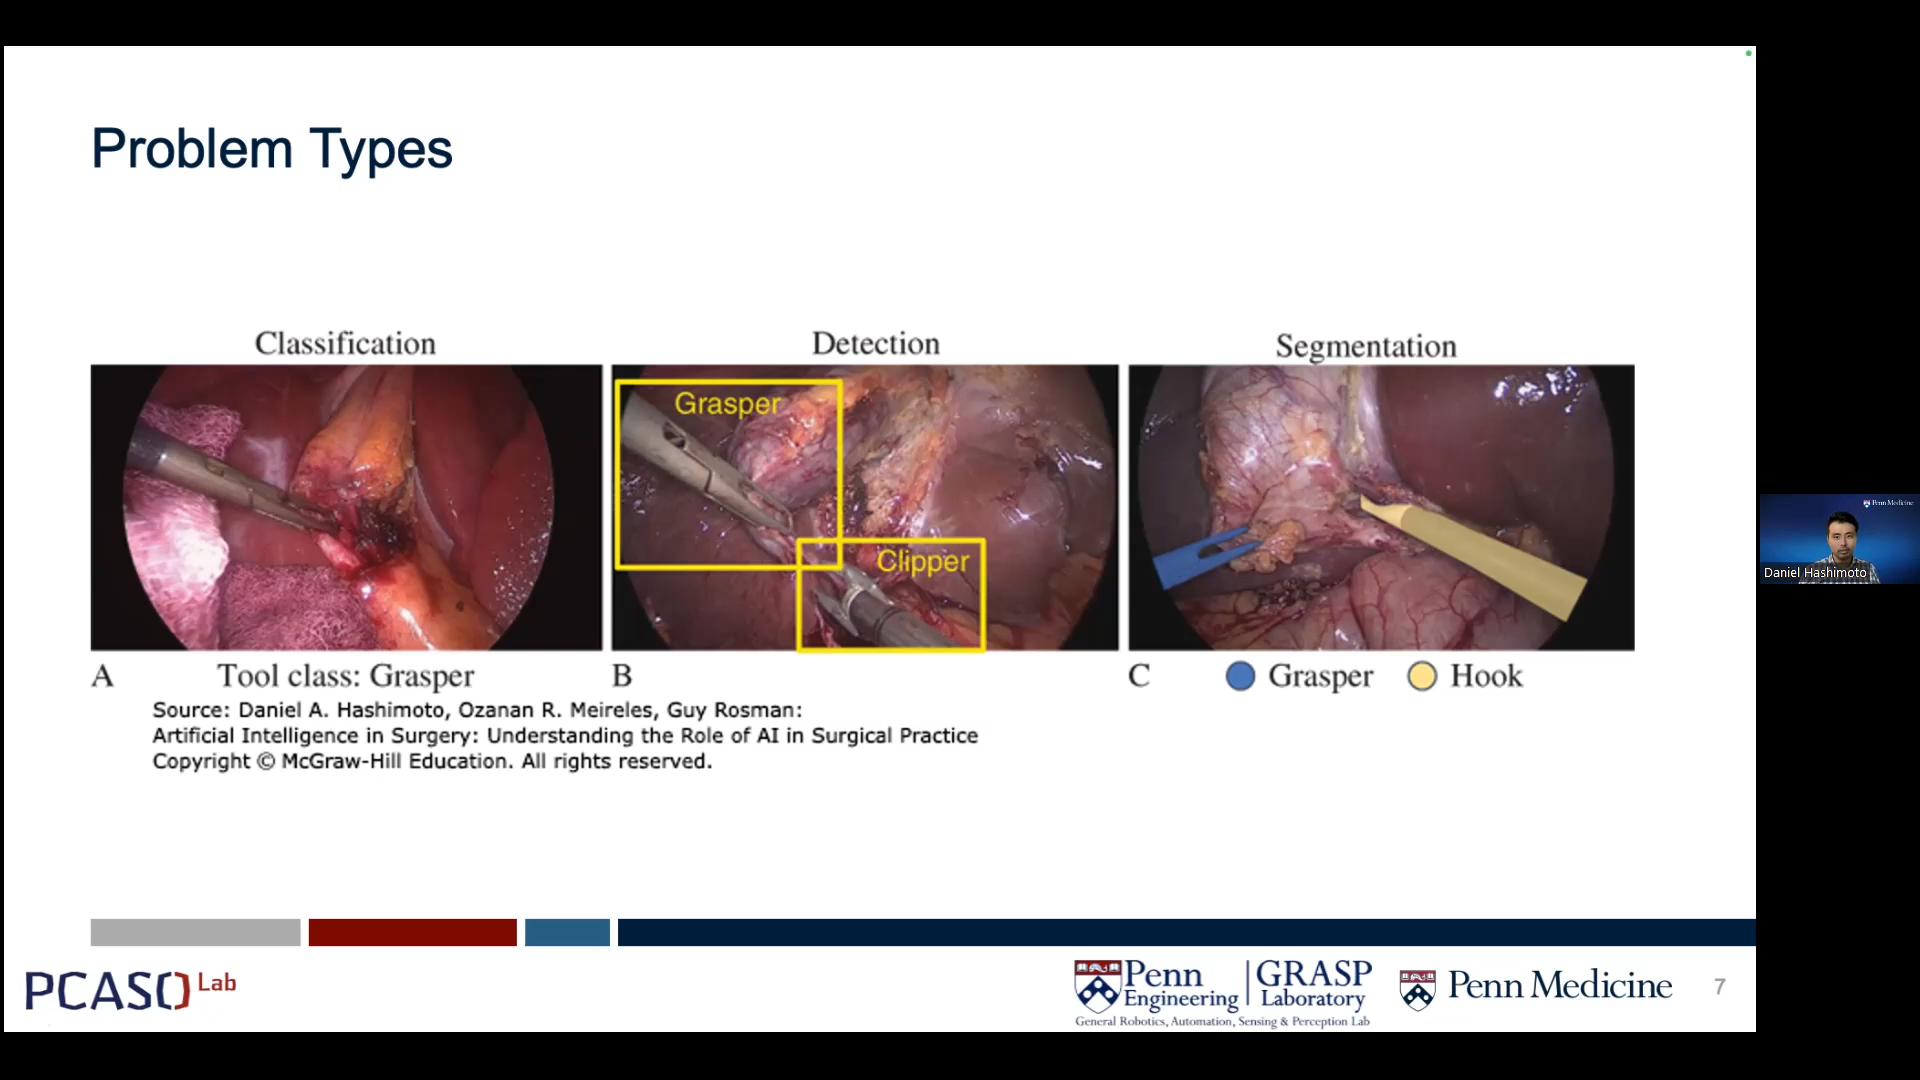 Problem Types
Classification
Detection
Segmentation
Grasper
Clipper
A
Tool class: Grasper
B
C
Grasper
Hook
Source: Daniel A. Hashimoto, Ozanan R. Meireles, Guy Rosman:
Artificial Intelligence in Surgery: Understanding the Role of AI in Surgical Practice
Copyright © McGraw-Hill Education. All rights reserved.
Penn Medicine
Daniel Hashimoto
PCASO Lab
Penn
Engineering
GRASP
Laboratory
General Robotics, Automation, Sensing & Perception Lab
Penn Medicine
7